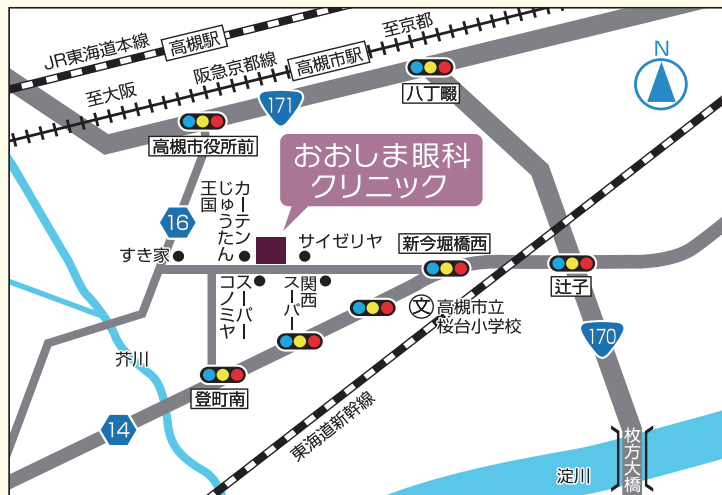 JR東海道本線
高槻駅
至京都
阪急京都線
高槻市駅
至大阪
171
八丁畷
N
高槻市役所前
おおしま眼科
クリニック
カーテン
じゅうたん
王国
16
すき家
サイゼリヤ
新今堀橋西
辻子
スーパー
コノミヤ
関西
スーパー
文
高槻市立
桜台小学校
170
芥川
登町南
14
東海道新幹線
淀川
枚方大橋